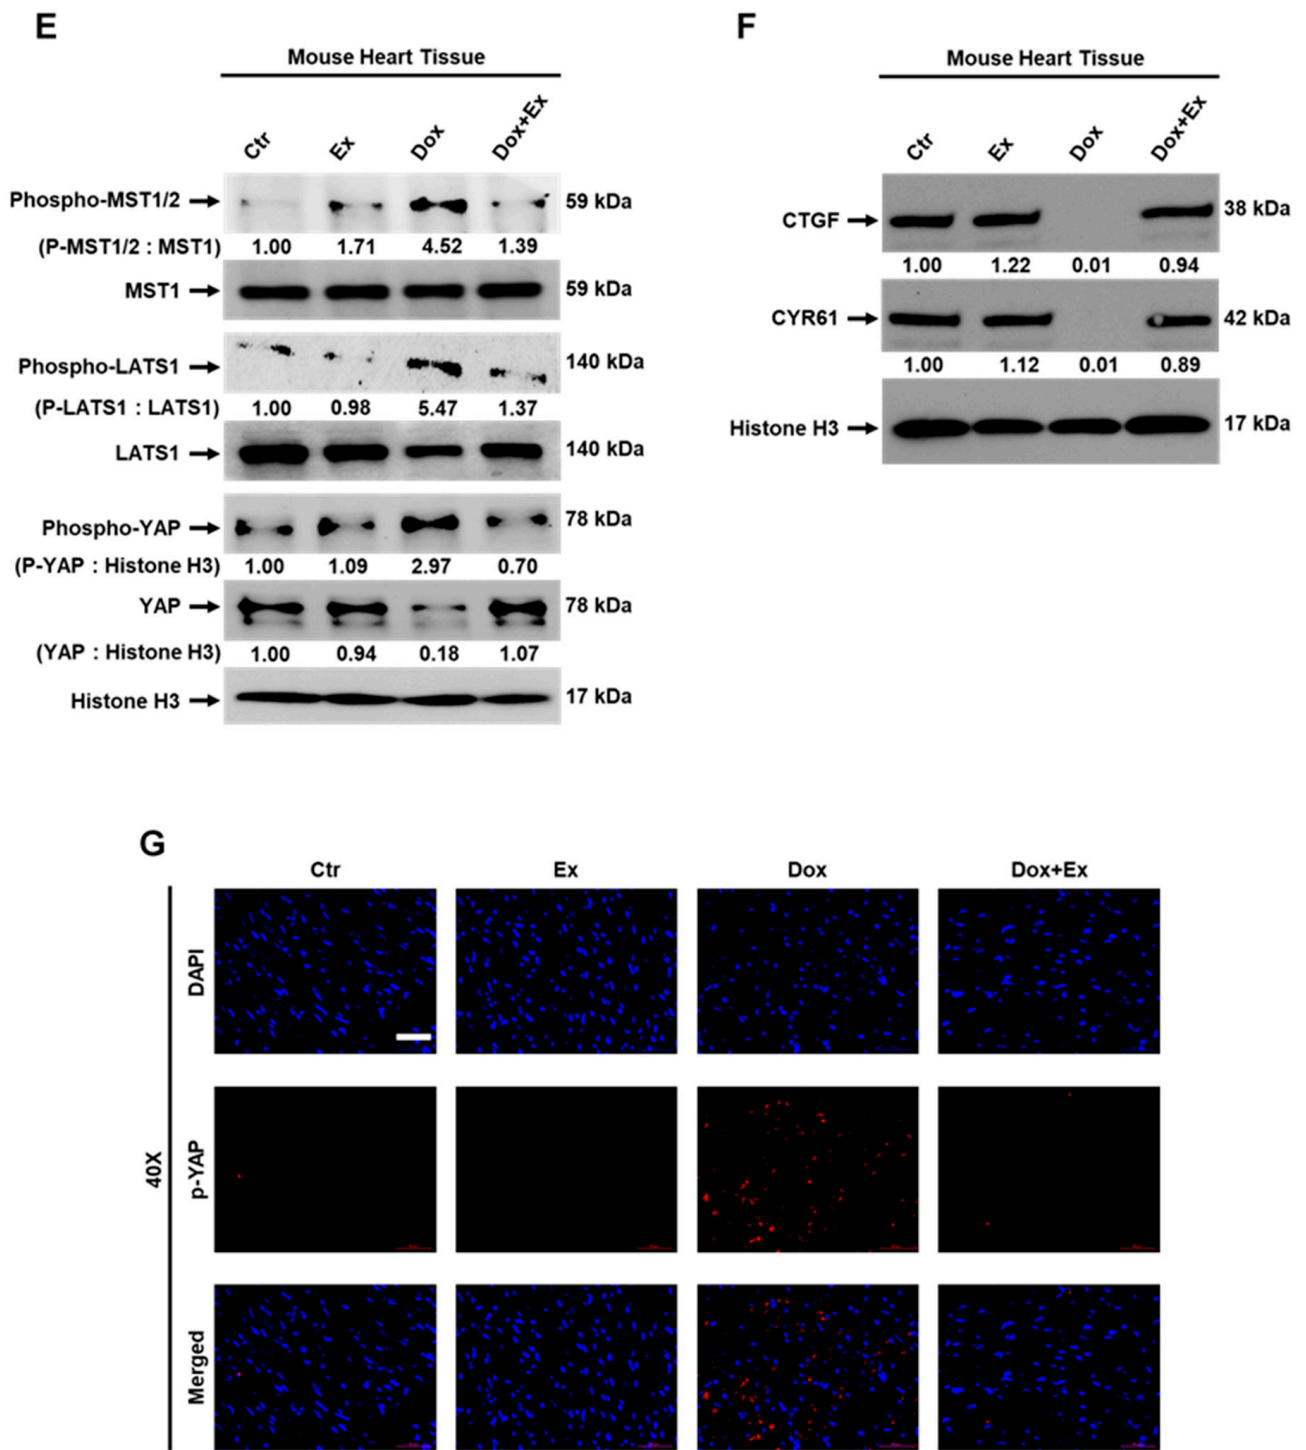 E
Mouse Heart Tissue
Ctr Ex Dox Dox+Ex
Phospho-MST1/2 59 kDa
(P-MST1/2 : MST1) 1.00 1.71 4.52 1.39
MST1 59 kDa
Phospho-LATS1 140 kDa
(P-LATS1 : LATS1) 1.00 0.98 5.47 1.37
LATS1 140 kDa
Phospho-YAP 78 kDa
(P-YAP : Histone H3) 1.00 1.09 2.97 0.70
YAP 78 kDa
(YAP : Histone H3) 1.00 0.94 0.18 1.07
Histone H3 17 kDa
F
Mouse Heart Tissue
Ctr Ex Dox Dox+Ex
CTGF 38 kDa
1.00 1.22 0.01 0.94
CYR61 42 kDa
1.00 1.12 0.01 0.89
Histone H3 17 kDa
G
Ctr Ex Dox Dox+Ex
40X
DAPI
p-YAP
Merged